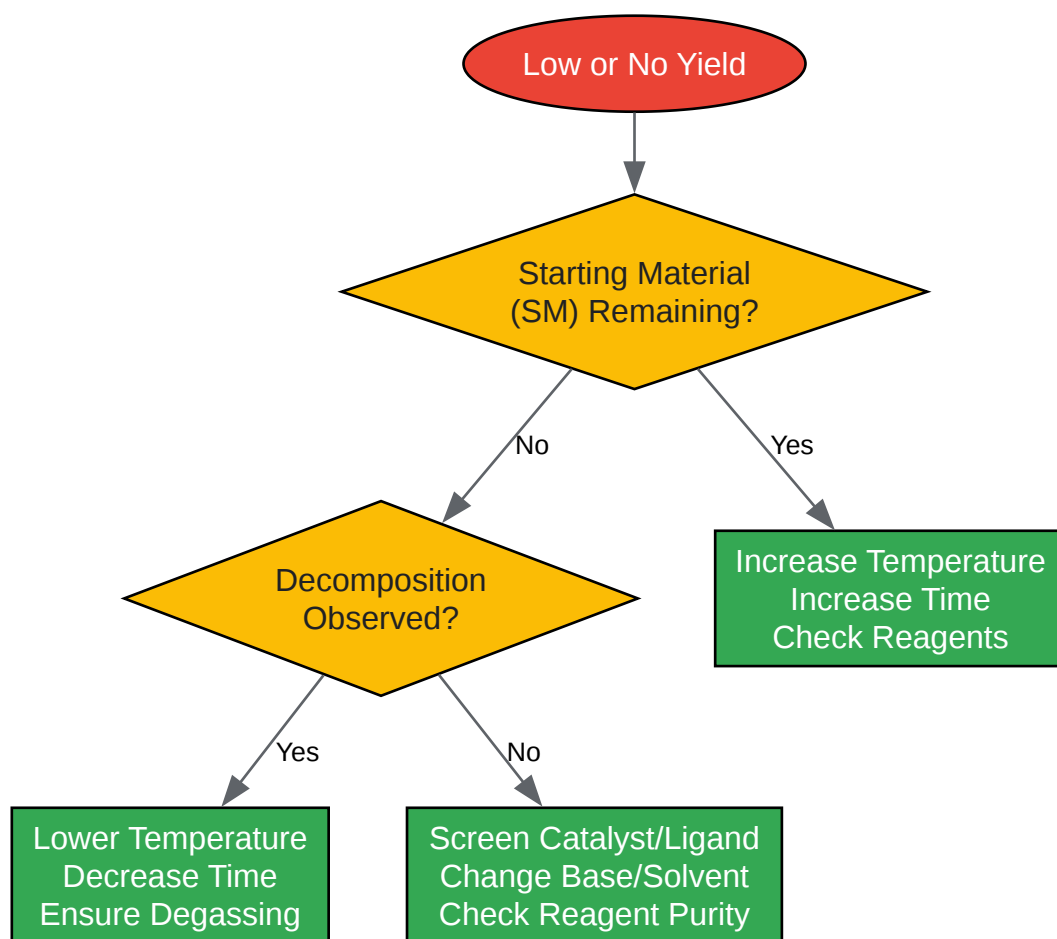 Low or No Yield
Starting Material
(SM) Remaining?
No
Yes
Decomposition
Observed?
Increase Temperature
Increase Time
Check Reagents
Yes
No
Lower Temperature
Decrease Time
Ensure Degassing
Screen Catalyst/Ligand
Change Base/Solvent
Check Reagent Purity